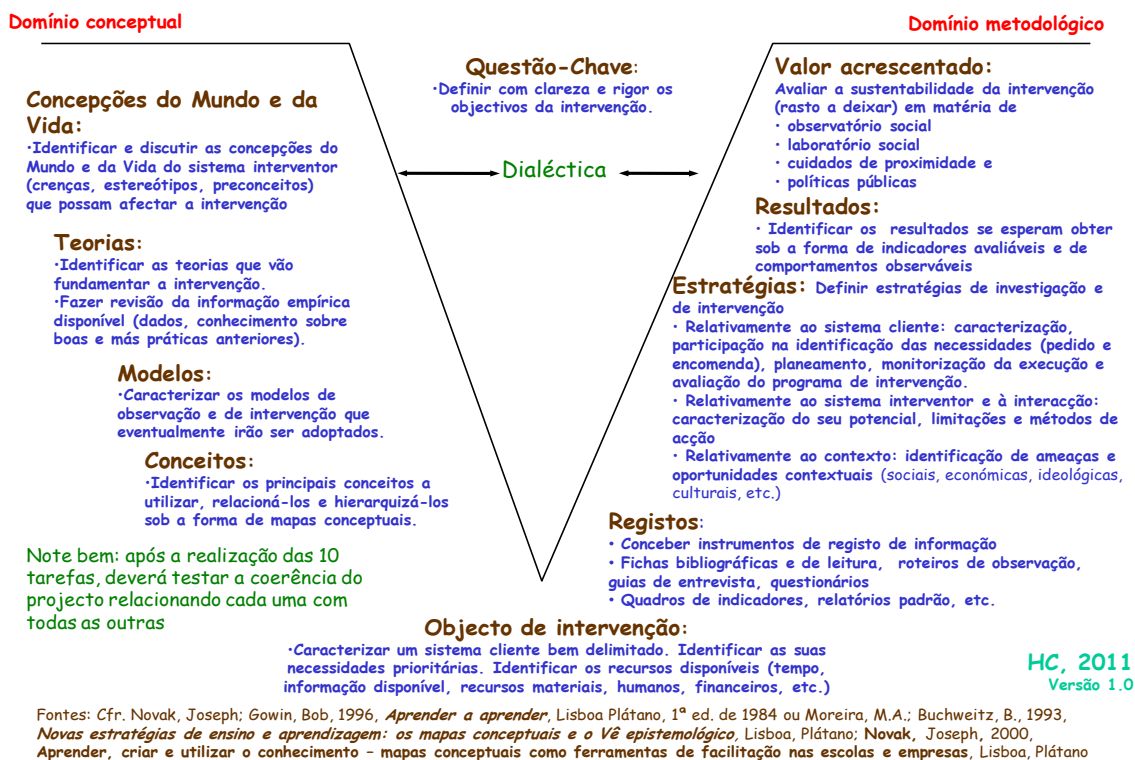 Domínio conceptual
Domínio metodológico
Questão-Chave:
•Definir com clareza e rigor os
objectivos da intervenção.
Dialéctica
Concepções do Mundo e da
Vida:
•Identificar e discutir as concepções do
Mundo e da Vida do sistema interventor
(crenças, estereótipos, preconceitos)
que possam afectar a intervenção
Teorias:
•Identificar as teorias que vão
fundamentar a intervenção.
•Fazer revisão da informação empírica
disponível (dados, conhecimento sobre
boas e más práticas anteriores).
Modelos:
•Caracterizar os modelos de
observação e de intervenção que
eventualmente irão ser adoptados.
Conceitos:
•Identificar os principais conceitos a
utilizar, relacioná-los e hierarquizá-los
sob a forma de mapas conceptuais.
Note bem: após a realização das 10
tarefas, deverá testar a coerência do
projecto relacionando cada uma com
todas as outras
Valor acrescentado:
Avaliar a sustentabilidade da intervenção
(rasto a deixar) em matéria de
• observatório social
• laboratório social
• cuidados de proximidade e
• políticas públicas
Resultados:
• Identificar os resultados se esperam obter
sob a forma de indicadores avaliáveis e de
comportamentos observáveis
Estratégias: Definir estratégias de investigação e
de intervenção
• Relativamente ao sistema cliente: caracterização,
participação na identificação das necessidades (pedido e
encomenda), planeamento, monitorização da execução e
avaliação do programa de intervenção.
• Relativamente ao sistema interventor e à interacção:
caracterização do seu potencial, limitações e métodos de
acção
• Relativamente ao contexto: identificação de ameaças e
oportunidades contextuais (sociais, económicas, ideológicas,
culturais, etc.)
Registos:
• Conceber instrumentos de registo de informação
• Fichas bibliográficas e de leitura, roteiros de observação,
guias de entrevista, questionários
• Quadros de indicadores, relatórios padrão, etc.
Objecto de intervenção:
•Caracterizar um sistema cliente bem delimitado. Identificar as suas
necessidades prioritárias. Identificar os recursos disponíveis (tempo,
informação disponível, recursos materiais, humanos, financeiros, etc.)
HC, 2011
Versão 1.0
Fontes: Cfr. Novak, Joseph; Gowin, Bob, 1996, Aprender a aprender, Lisboa Plátano, 1ª ed. de 1984 ou Moreira, M.A.; Buchweitz, B., 1993,
Novas estratégias de ensino e aprendizagem: os mapas conceptuais e o Vê epistemológico, Lisboa, Plátano; Novak, Joseph, 2000,
Aprender, criar e utilizar o conhecimento – mapas conceptuais como ferramentas de facilitação nas escolas e empresas, Lisboa, Plátano